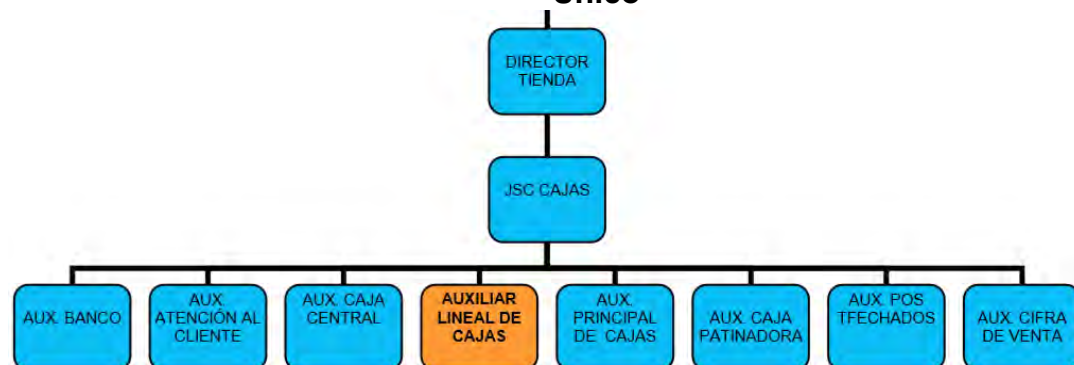 DIRECTOR
TIENDA
JSC CAJAS
AUX. BANCO
AUX.
ATENCIÓN AL
CLIENTE
AUX. CAJA
CENTRAL
AUXILIAR
LINEAL DE
CAJAS
AUX.
PRINCIPAL
DE CAJAS
AUX. CAJA
PATINADORA
AUX. POS
TFECHADOS
AUX. CIFRA
DE VENTA